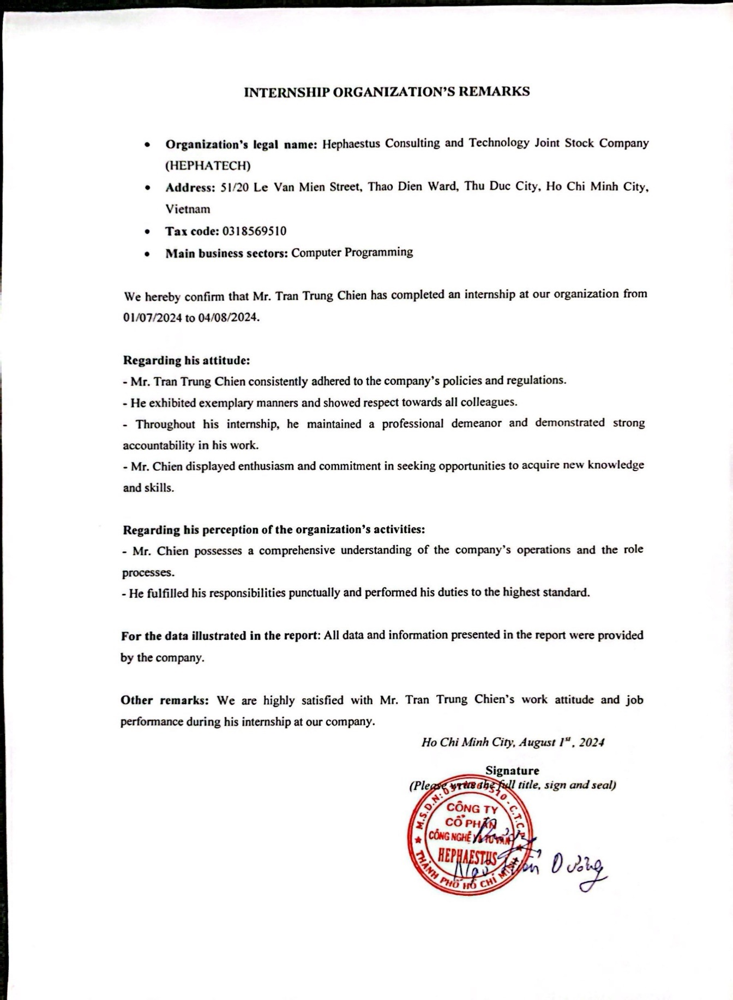 INTERNSHIP ORGANIZATION'S REMARKS
• Organization's legal name: Hephaestus Consulting and Technology Joint Stock Company
(HEPHATECH)
• Address: 51/20 Le Van Mien Street, Thao Dien Ward, Thu Duc City, Ho Chi Minh City,
Vietnam
• Tax code: 0318569510
• Main business sectors: Computer Programming
We hereby confirm that Mr. Tran Trung Chien has completed an internship at our organization from
01/07/2024 to 04/08/2024.
Regarding his attitude:
- Mr. Tran Trung Chien consistently adhered to the company's policies and regulations.
- He exhibited exemplary manners and showed respect towards all colleagues.
- Throughout his internship, he maintained a professional demeanor and demonstrated strong
accountability in his work.
- Mr. Chien displayed enthusiasm and commitment in seeking opportunities to acquire new knowledge
and skills.
Regarding his perception of the organization's activities:
- Mr. Chien possesses a comprehensive understanding of the company's operations and the role
processes.
- He fulfilled his responsibilities punctually and performed his duties to the highest standard.
For the data illustrated in the report: All data and information presented in the report were provided
by the company.
Other remarks: We are highly satisfied with Mr. Tran Trung Chien's work attitude and job
performance during his internship at our company.
Ho Chi Minh City, August 1st, 2024
Signature
(Please write the full title, sign and seal)
M.S.D.N: 0318569510 - C.T.C.P
CÔNG TY
CỔ PHẦN
CÔNG NGHỆ VÀ TƯ VẤN
HEPHAESTUS
THÀNH PHỐ HỒ CHÍ MINH
Ngô Dương